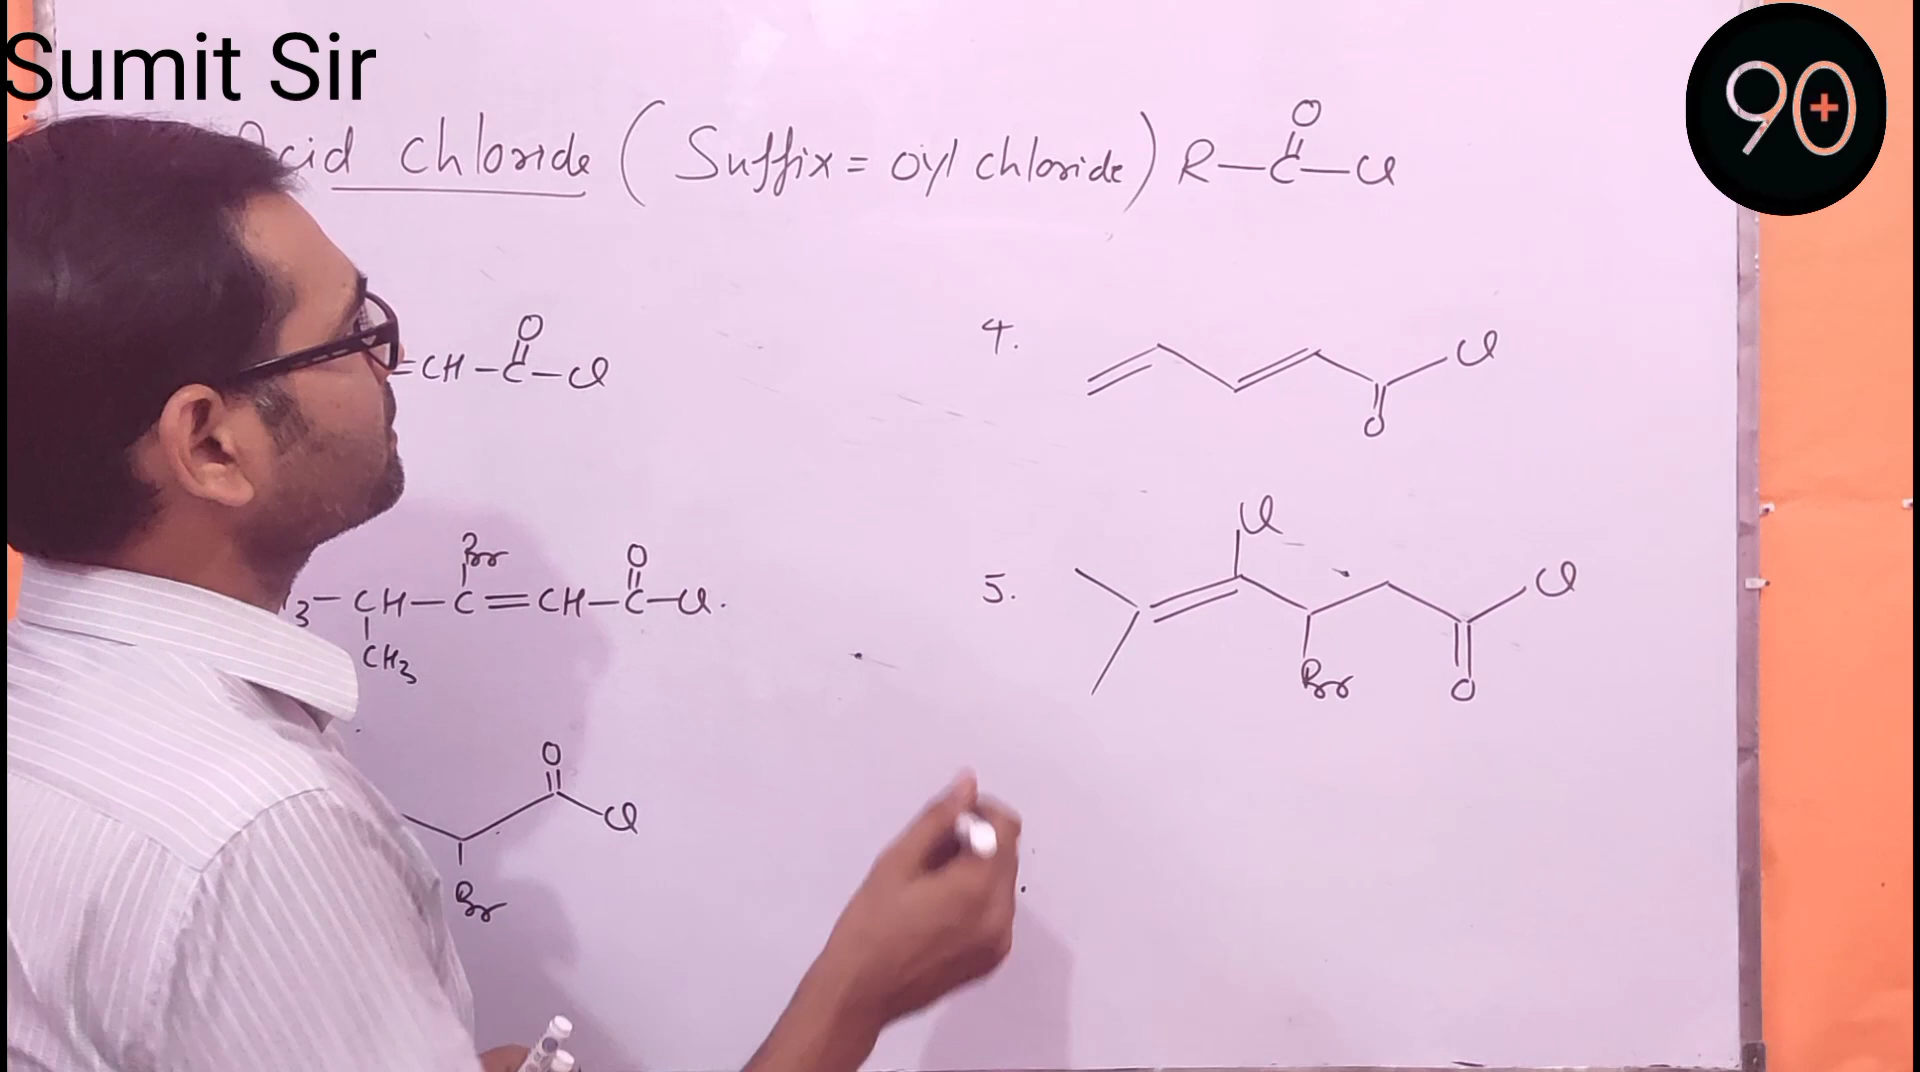 Sumit Sir
90+
Acid chloride (Suffix = oyl chloride) R—C—Cl
O
O
=CH—C—Cl
4.
Cl
O
Br
O
3—CH—C=CH—C—Cl.
CH3
5.
Cl
Cl
Br
O
O
Cl
Br